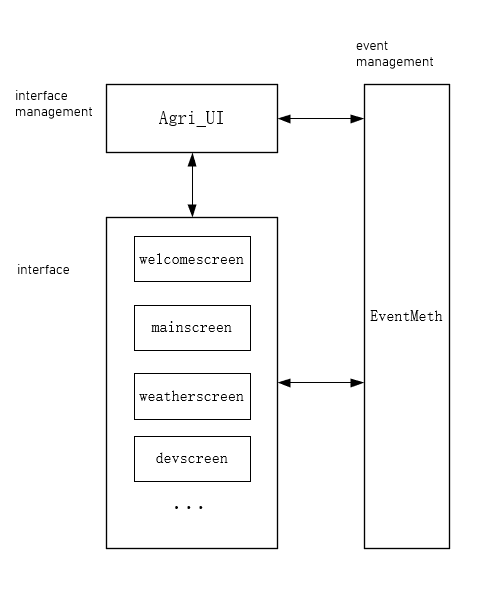 event
management
interface
management
Agri_UI
interface
welcomescreen
mainscreen
weatherscreen
devscreen
...
EventMeth